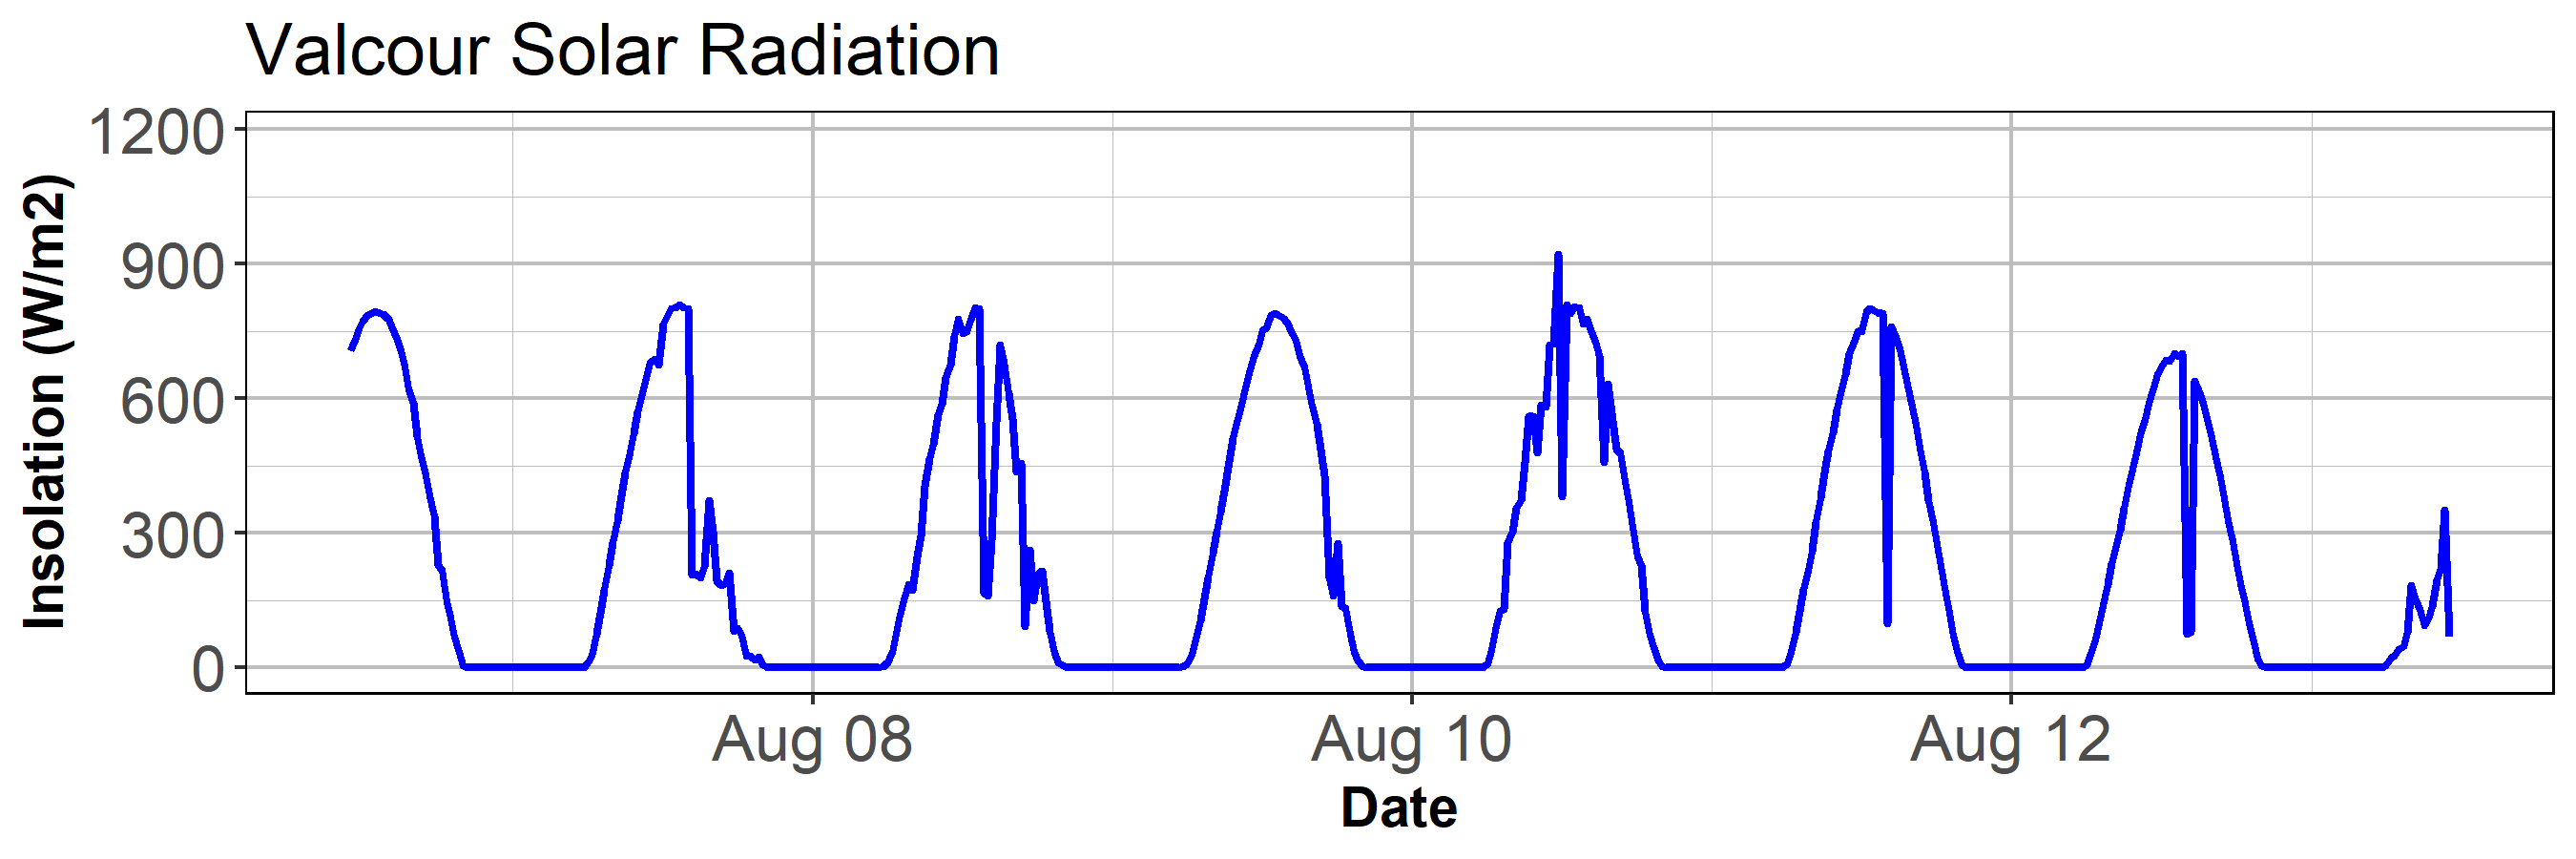 Valcour Solar Radiation
Insolation (W/m2)
1200
900
600
300
0
Aug 08 Aug 10 Aug 12
Date